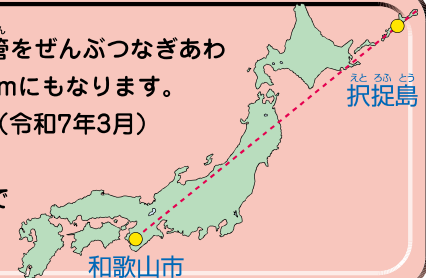 管をぜんぶつなぎあわ
mにもなります。
（令和7年3月）
で
えとろふとう
択捉島
和歌山市